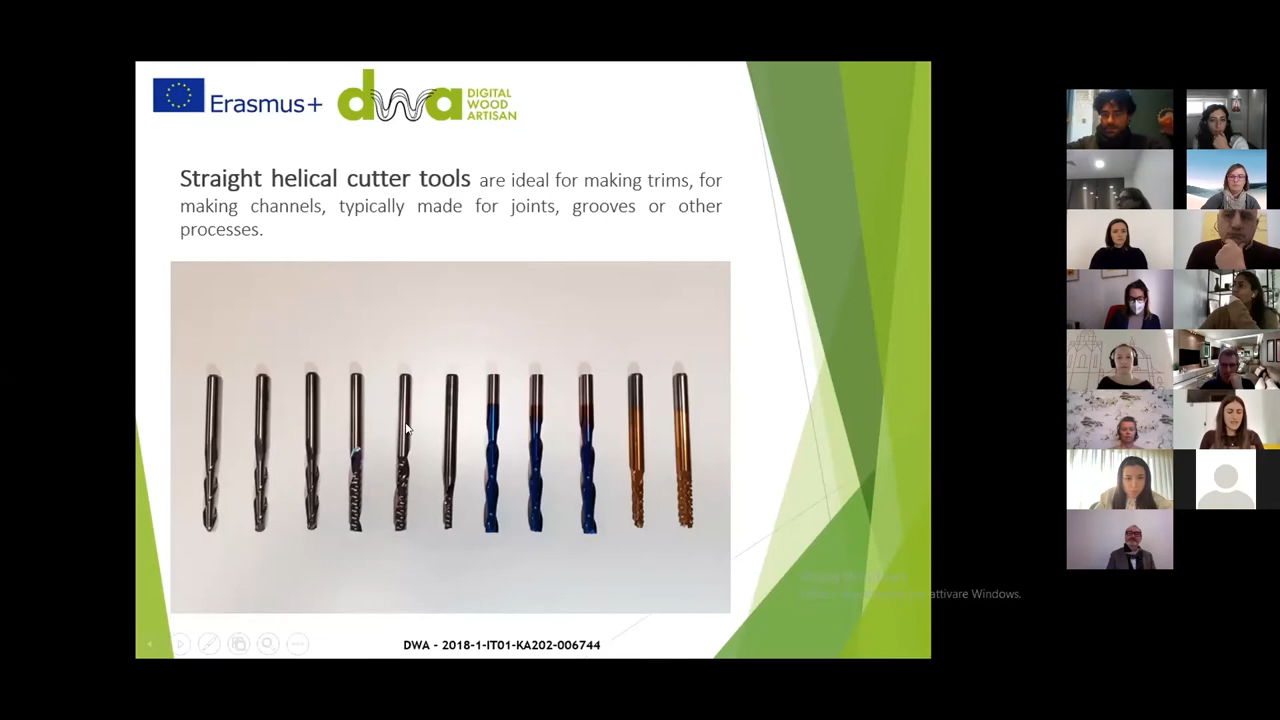 Erasmus+
dwa DIGITAL
WOOD
ARTISAN
Straight helical cutter tools are ideal for making trims, for
making channels, typically made for joints, grooves or other
processes.
attivare Windows.
DWA - 2018-1-IT01-KA202-006744